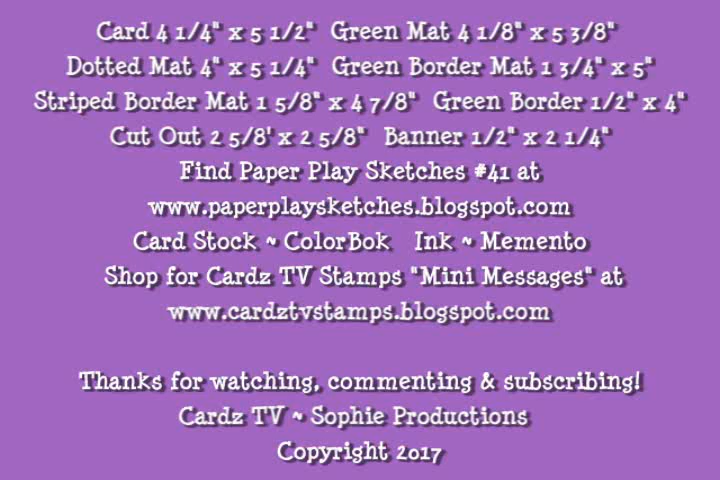 Card 4 1/4" x 5 1/2" Green Mat 4 1/8" x 5 3/8"
Dotted Mat 4" x 5 1/4" Green Border Mat 1 3/4" x 5"
Striped Border Mat 1 5/8" x 4 7/8" Green Border 1/2" x 4"
Cut Out 2 5/8' x 2 5/8" Banner 1/2" x 2 1/4"
Find Paper Play Sketches #41 at
www.paperplaysketches.blogspot.com
Card Stock ~ ColorBok Ink ~ Memento
Shop for Cardz TV Stamps "Mini Messages" at
www.cardztvstamps.blogspot.com
Thanks for watching, commenting & subscribing!
Cardz TV ~ Sophie Productions
Copyright 2017